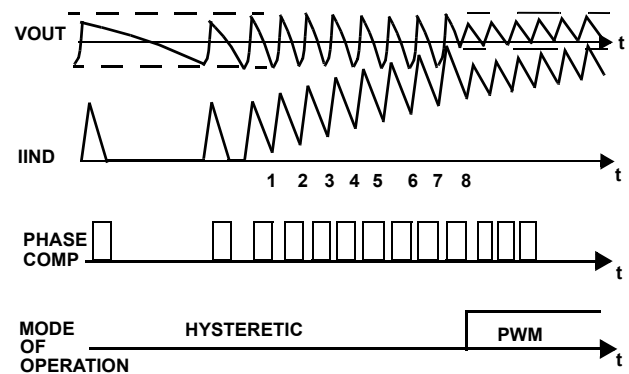 VOUT
t
IIND
t
1 2 3 4 5 6 7 8
PHASE
COMP
t
HYSTERETIC
PWM
MODE
OF
OPERATION
t